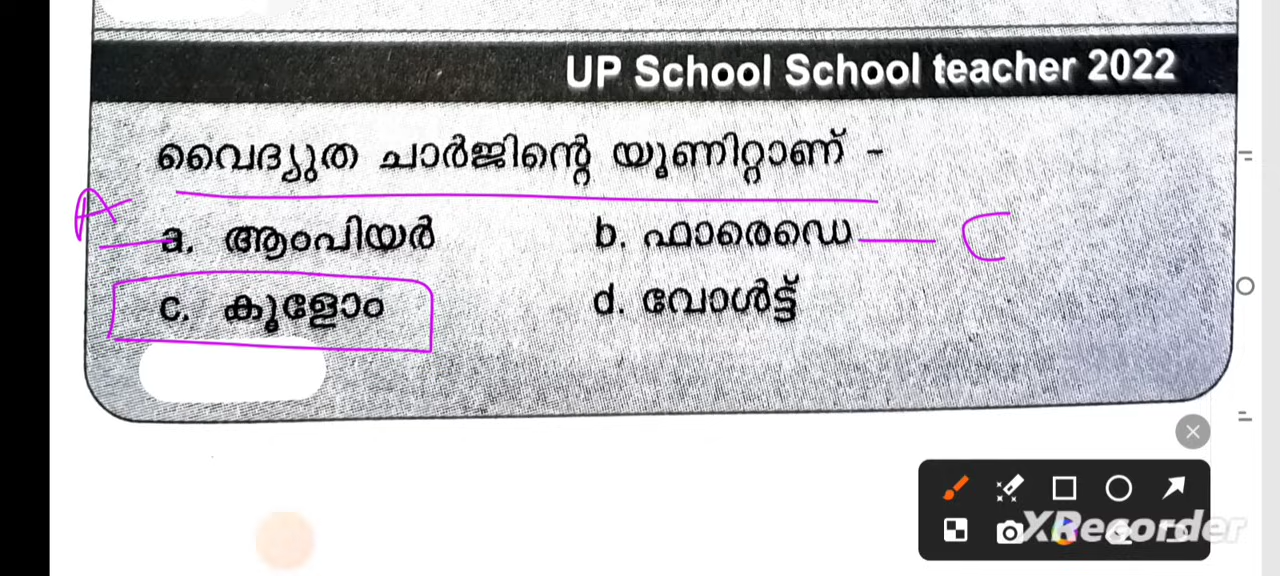 UP School School teacher 2022
വൈദ്യുത ചാർജിന്റെ യൂണിറ്റാണ് -
A
a. ആംപിയർ b. ഫാരെഡെ C
c. കൂളോം d. വോൾട്ട്
XRecorder